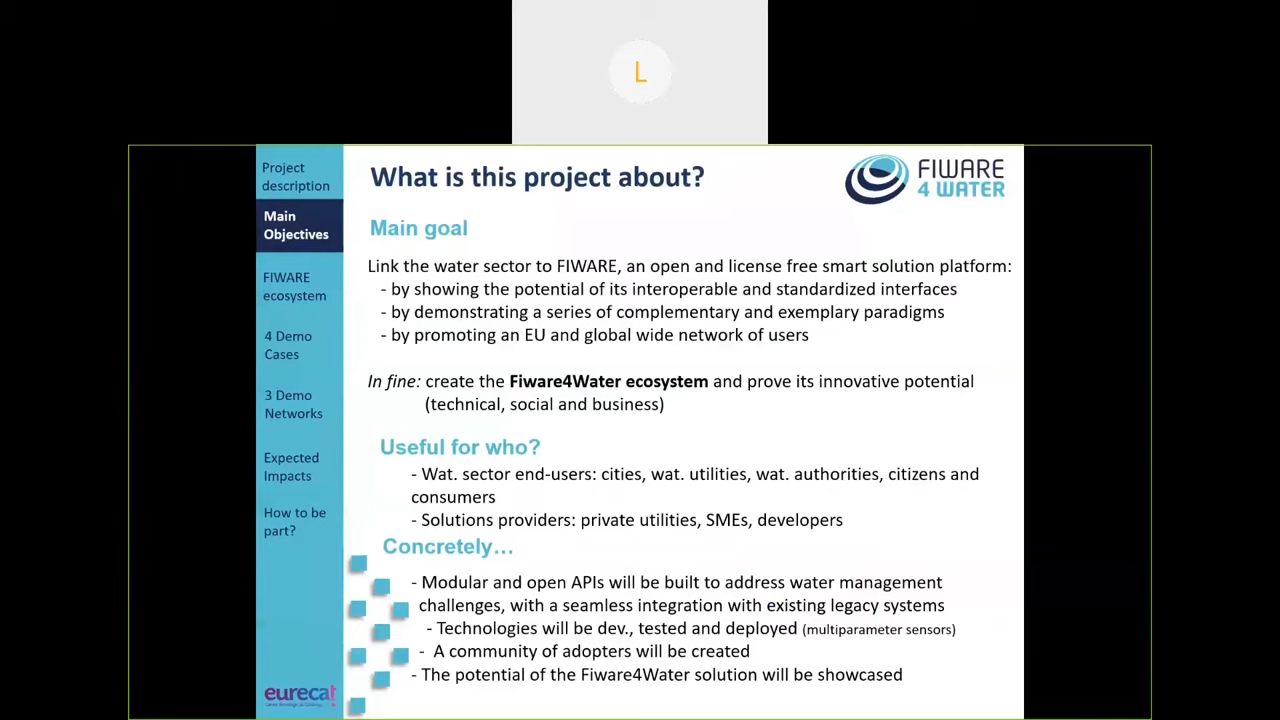 L
Project
description
Main
Objectives
FIWARE
ecosystem
4 Demo
Cases
3 Demo
Networks
Expected
Impacts
How to be
part?
eurecat
What is this project about?
FIWARE
4 WATER
Main goal
Link the water sector to FIWARE, an open and license free smart solution platform:
- by showing the potential of its interoperable and standardized interfaces
- by demonstrating a series of complementary and exemplary paradigms
- by promoting an EU and global wide network of users
In fine: create the Fiware4Water ecosystem and prove its innovative potential
(technical, social and business)
Useful for who?
- Wat. sector end-users: cities, wat. utilities, wat. authorities, citizens and
consumers
- Solutions providers: private utilities, SMEs, developers
Concretely…
- Modular and open APIs will be built to address water management
challenges, with a seamless integration with existing legacy systems
- Technologies will be dev., tested and deployed (multiparameter sensors)
- A community of adopters will be created
- The potential of the Fiware4Water solution will be showcased